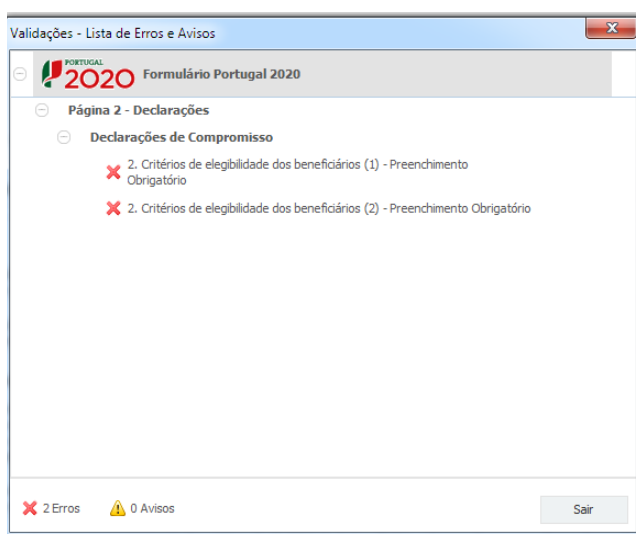 Validações - Lista de Erros e Avisos
x
PORTUGAL
2020
Formulário Portugal 2020
Página 2 - Declarações
Declarações de Compromisso
2. Critérios de elegibilidade dos beneficiários (1) - Preenchimento
Obrigatório
2. Critérios de elegibilidade dos beneficiários (2) - Preenchimento Obrigatório
2 Erros
0 Avisos
Sair